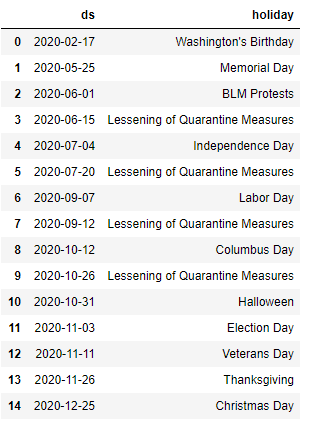 ds holiday
0 2020-02-17 Washington's Birthday
1 2020-05-25 Memorial Day
2 2020-06-01 BLM Protests
3 2020-06-15 Lessening of Quarantine Measures
4 2020-07-04 Independence Day
5 2020-07-20 Lessening of Quarantine Measures
6 2020-09-07 Labor Day
7 2020-09-12 Lessening of Quarantine Measures
8 2020-10-12 Columbus Day
9 2020-10-26 Lessening of Quarantine Measures
10 2020-10-31 Halloween
11 2020-11-03 Election Day
12 2020-11-11 Veterans Day
13 2020-11-26 Thanksgiving
14 2020-12-25 Christmas Day